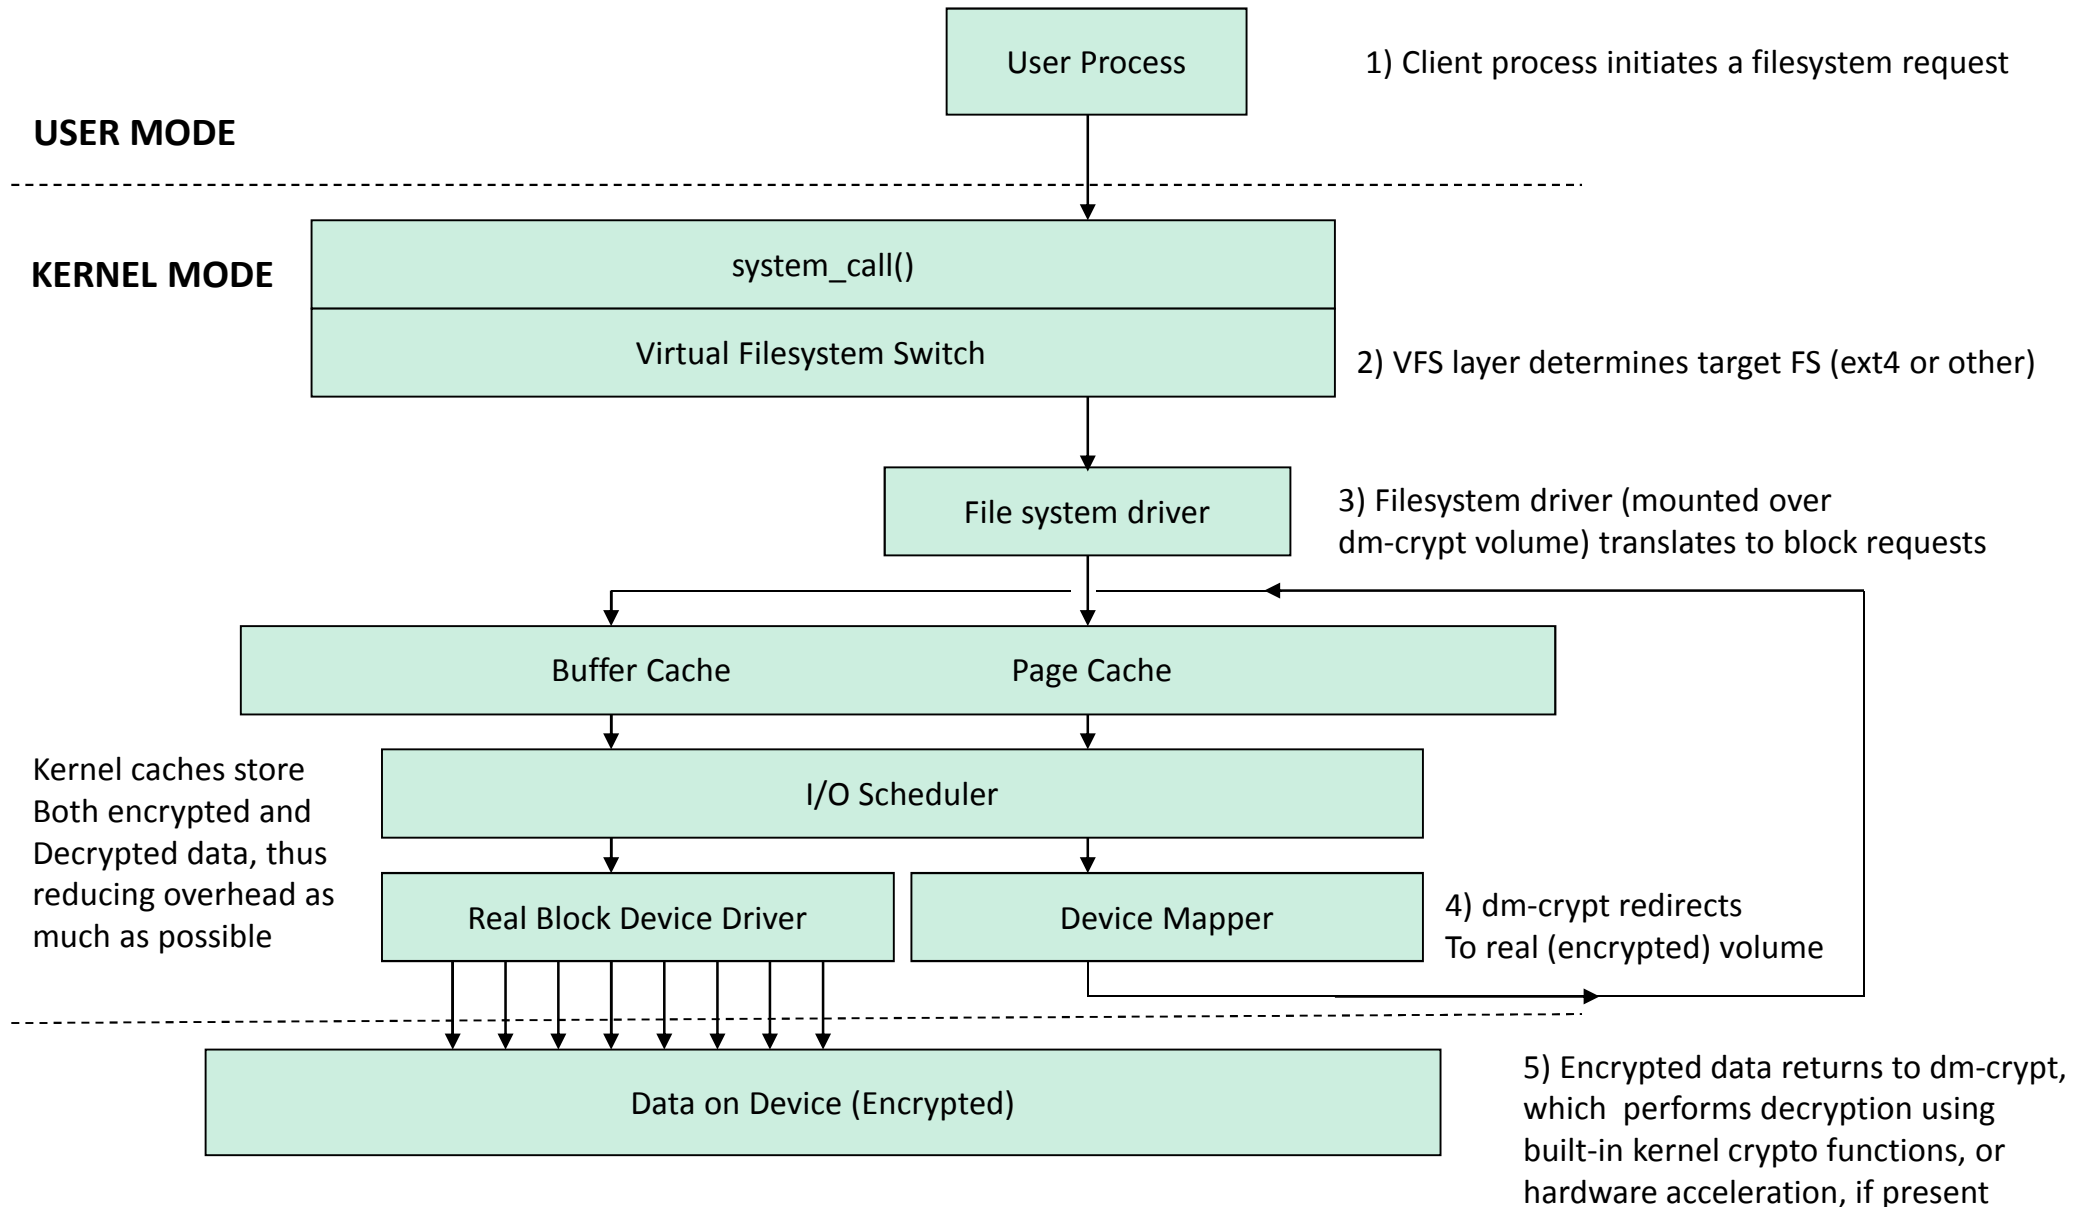 User Process
1) Client process initiates a filesystem request
USER MODE
KERNEL MODE
system_call()
Virtual Filesystem Switch
2) VFS layer determines target FS (ext4 or other)
File system driver
3) Filesystem driver (mounted over
dm-crypt volume) translates to block requests
Buffer Cache
Page Cache
Kernel caches store
Both encrypted and
Decrypted data, thus
reducing overhead as
much as possible
I/O Scheduler
Real Block Device Driver
Device Mapper
4) dm-crypt redirects
To real (encrypted) volume
Data on Device (Encrypted)
5) Encrypted data returns to dm-crypt,
which  performs decryption using
built-in kernel crypto functions, or
hardware acceleration, if present